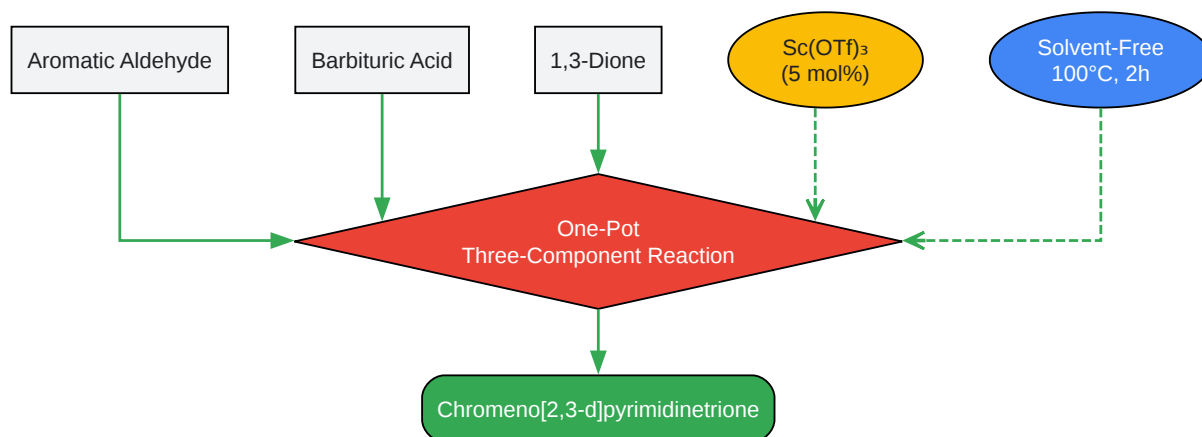 Aromatic Aldehyde
Barbituric Acid
1,3-Dione
Sc(OTf)₃
(5 mol%)
Solvent-Free
100°C, 2h
One-Pot
Three-Component Reaction
Chromeno[2,3-d]pyrimidinetrione